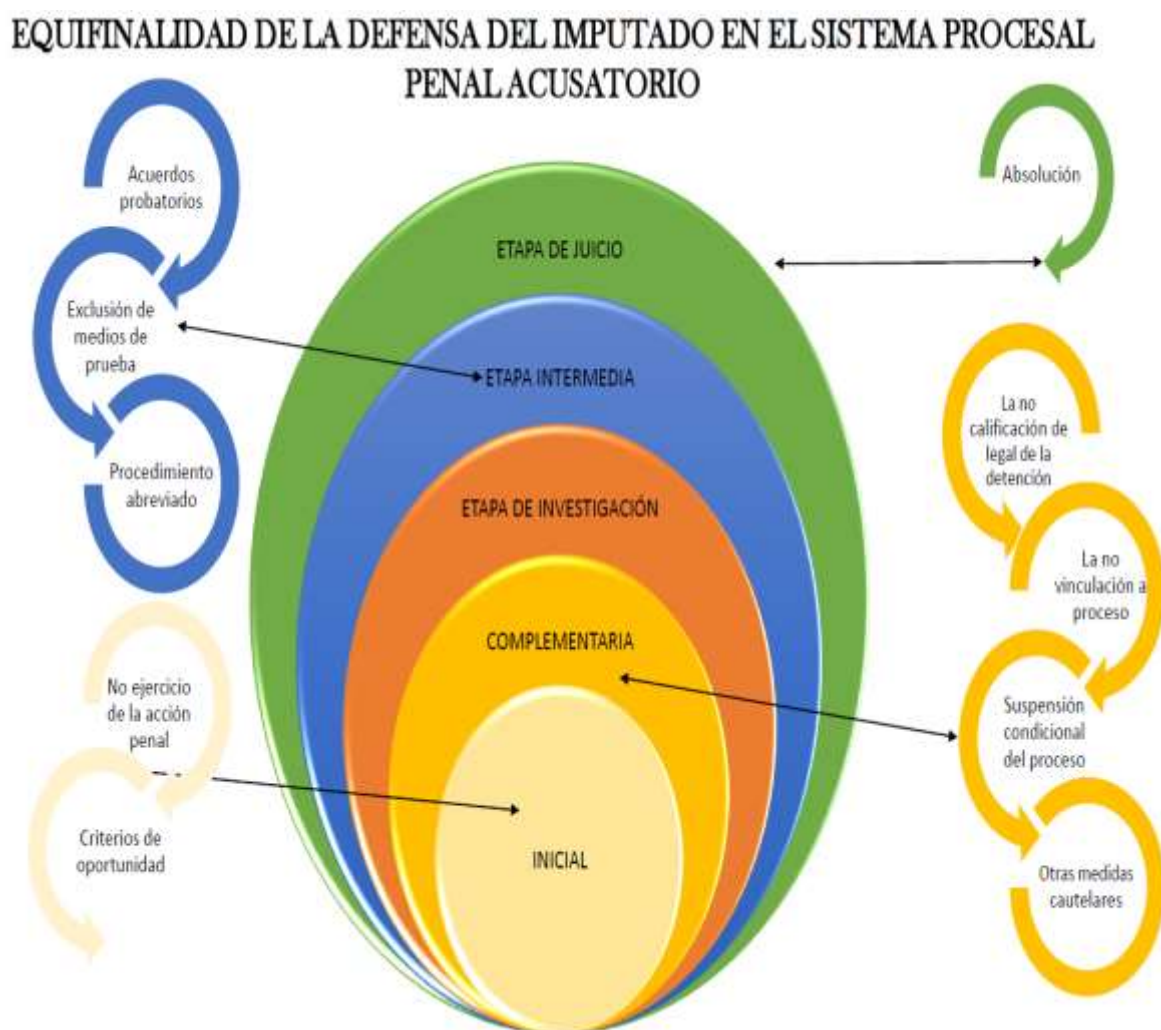 EQUIFINALIDAD DE LA DEFENSA DEL IMPUTADO EN EL SISTEMA PROCESAL
PENAL ACUSATORIO
Acuerdos
probatorios
Exclusión de
medios de
prueba
Procedimiento
abreviado
No ejercicio
de la acción
penal
Criterios de
oportunidad
ETAPA DE JUICIO
ETAPA INTERMEDIA
ETAPA DE INVESTIGACIÓN
COMPLEMENTARIA
INICIAL
Absolución
La no
calificación de
legal de la
detención
La no
vinculación a
proceso
Suspensión
condicional
del proceso
Otras medidas
cautelares